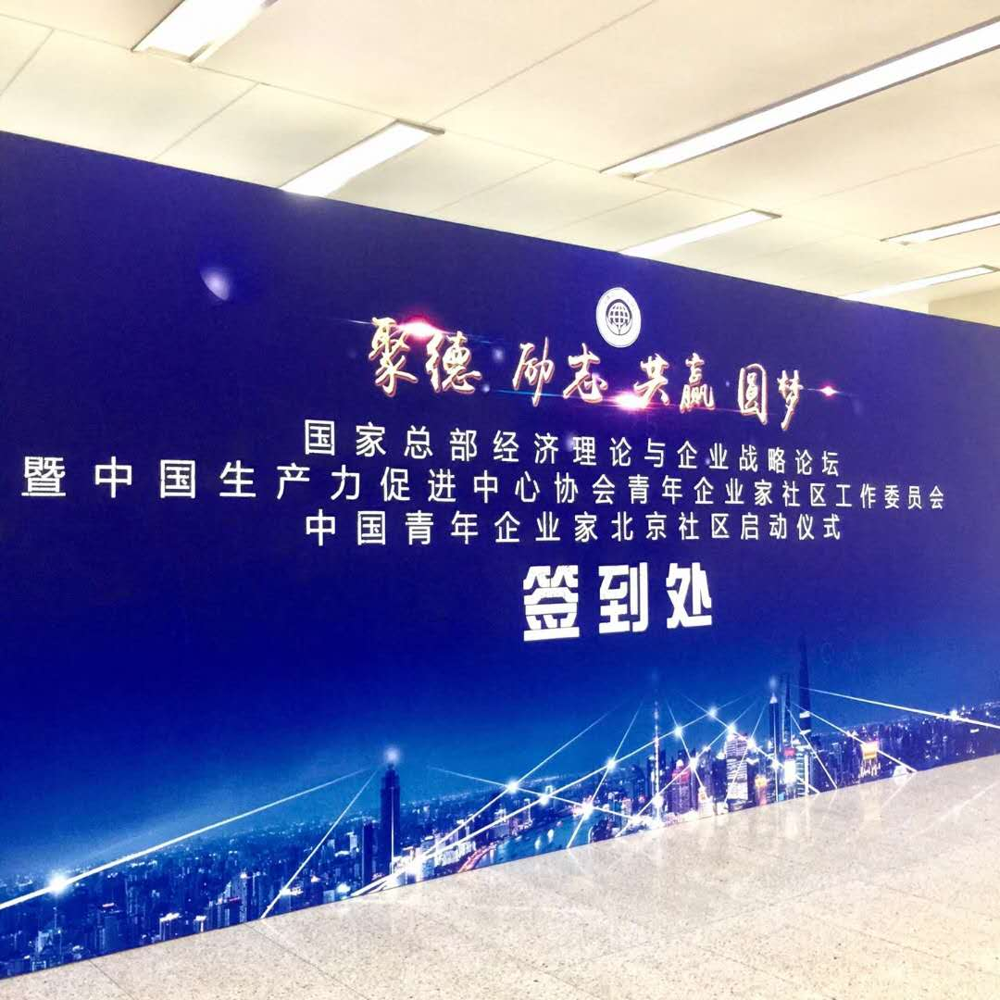 聚德 励志 共赢 圆梦
国家总部经济理论与企业战略论坛
暨中国生产力促进中心协会青年企业家社区工作委员会
中国青年企业家北京社区启动仪式
签到处